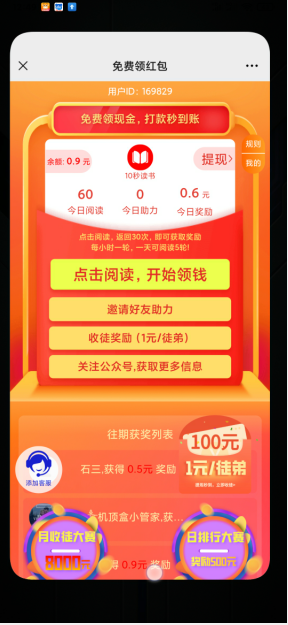 免费领红包
用户ID：169829
免费领现金，打款秒到账
规则
余额：0.9 元
提现
我的
10秒读书
60
0
0.6 元
今日阅读
今日助力
今日奖励
点击阅读，返回30次，即可获取奖励
每小时一轮，一天可阅读5轮!
点击阅读，开始领钱
邀请好友助力
收徒奖励（1元/徒弟）
关注公众号,获取更多信息
往期获奖列表
100元
1元/徒弟
石三,获得 0.5元 奖励
添加客服
机顶盒小管家,获...
月收徒大赛
8000元
日排行大赛
奖励500元
得 0.9元 奖励